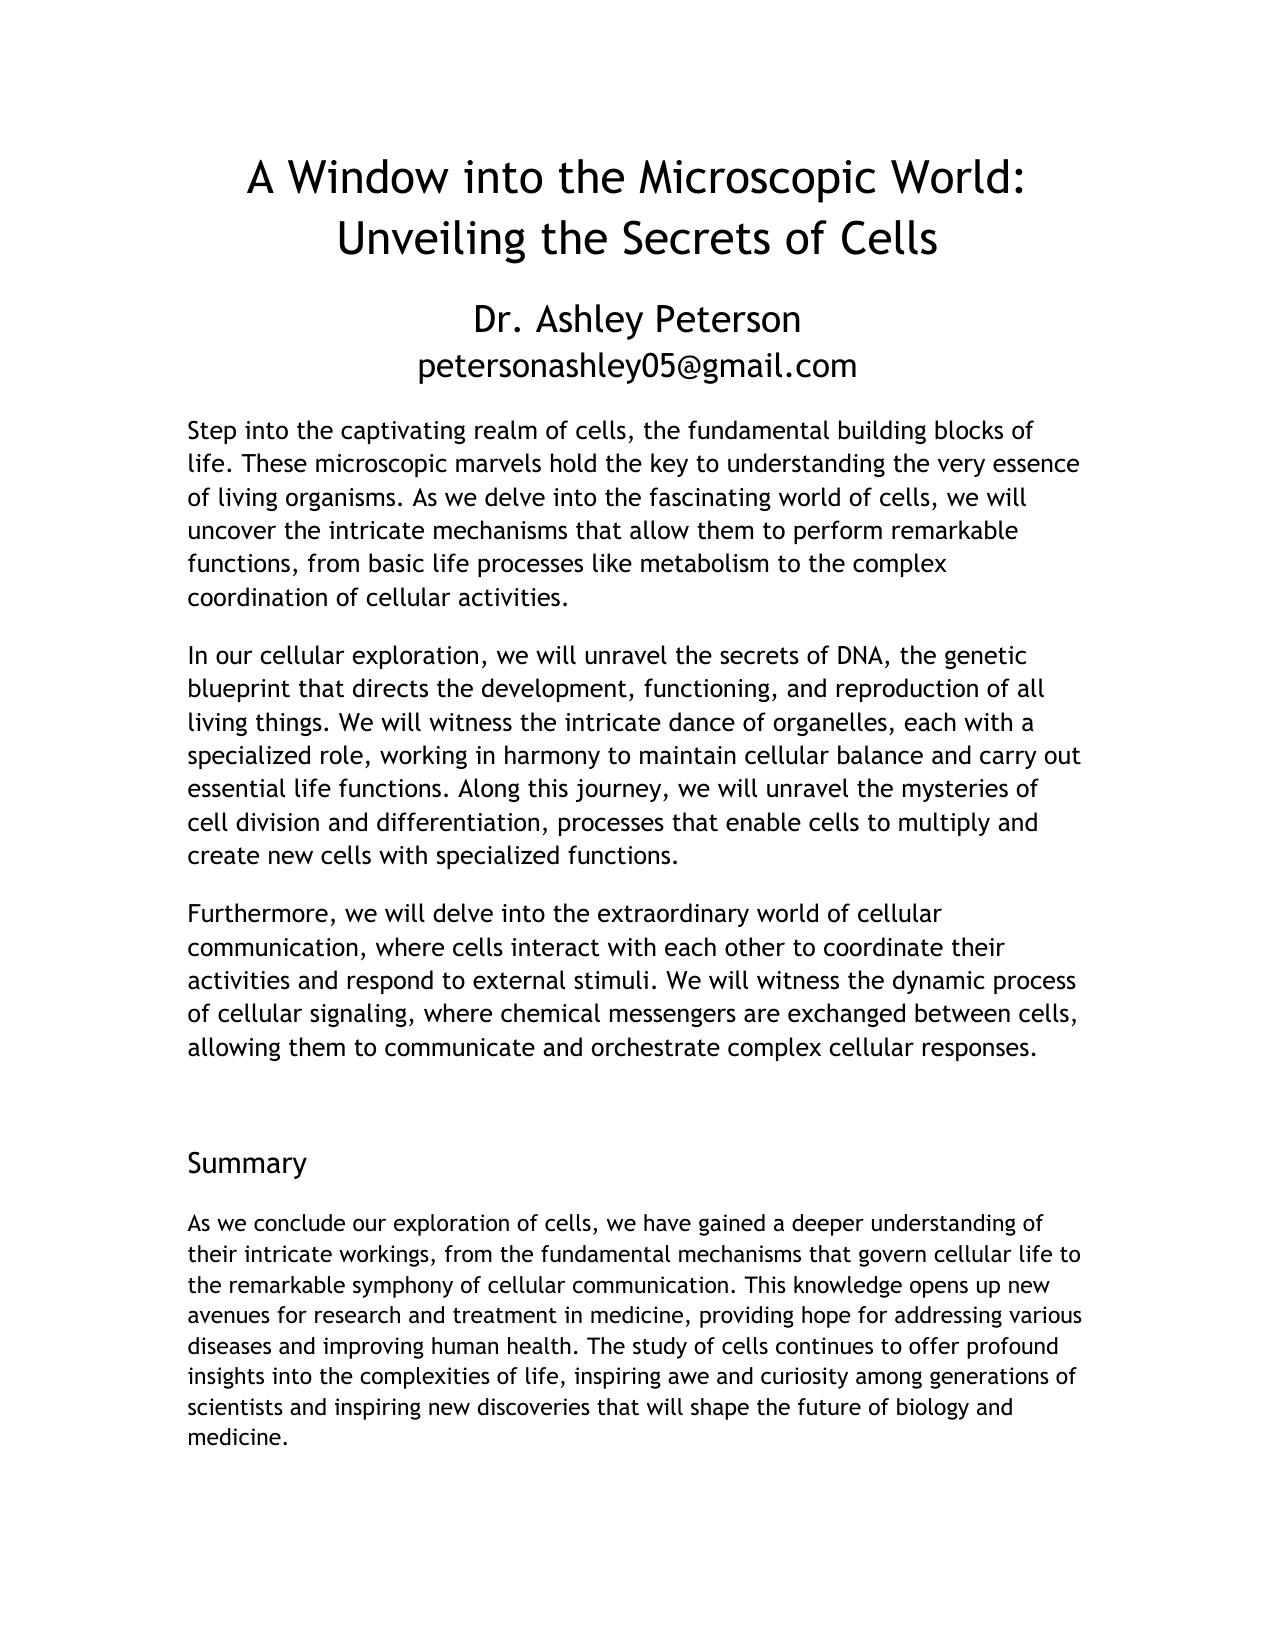 A Window into the Microscopic World:
Unveiling the Secrets of Cells
Dr. Ashley Peterson
petersonashley05@gmail.com
Step into the captivating realm of cells, the fundamental building blocks of
life. These microscopic marvels hold the key to understanding the very essence
of living organisms. As we delve into the fascinating world of cells, we will
uncover the intricate mechanisms that allow them to perform remarkable
functions, from basic life processes like metabolism to the complex
coordination of cellular activities.
In our cellular exploration, we will unravel the secrets of DNA, the genetic
blueprint that directs the development, functioning, and reproduction of all
living things. We will witness the intricate dance of organelles, each with a
specialized role, working in harmony to maintain cellular balance and carry out
essential life functions. Along this journey, we will unravel the mysteries of
cell division and differentiation, processes that enable cells to multiply and
create new cells with specialized functions.
Furthermore, we will delve into the extraordinary world of cellular
communication, where cells interact with each other to coordinate their
activities and respond to external stimuli. We will witness the dynamic process
of cellular signaling, where chemical messengers are exchanged between cells,
allowing them to communicate and orchestrate complex cellular responses.
Summary
As we conclude our exploration of cells, we have gained a deeper understanding of
their intricate workings, from the fundamental mechanisms that govern cellular life to
the remarkable symphony of cellular communication. This knowledge opens up new
avenues for research and treatment in medicine, providing hope for addressing various
diseases and improving human health. The study of cells continues to offer profound
insights into the complexities of life, inspiring awe and curiosity among generations of
scientists and inspiring new discoveries that will shape the future of biology and
medicine.